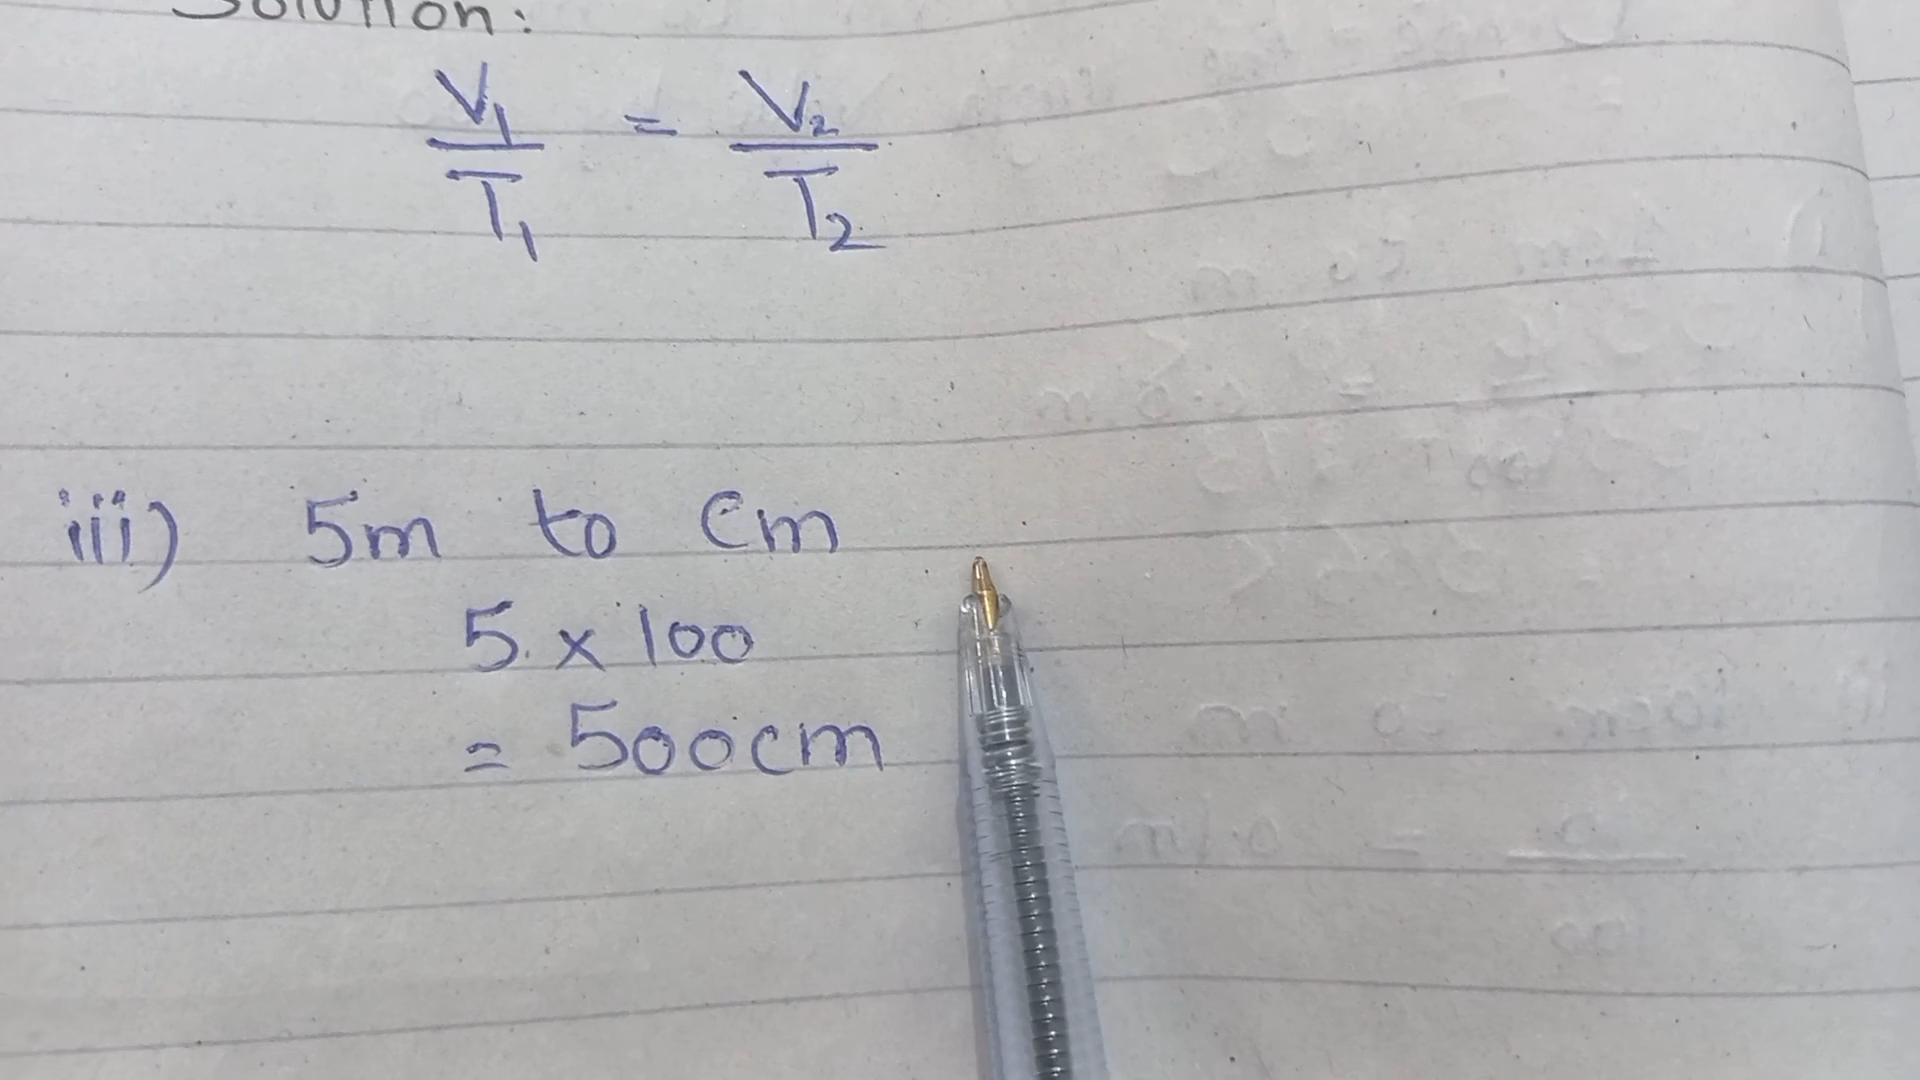 Solution:
V₁/T₁ = V₂/T₂
iii) 5m to cm
5 × 100
= 500cm